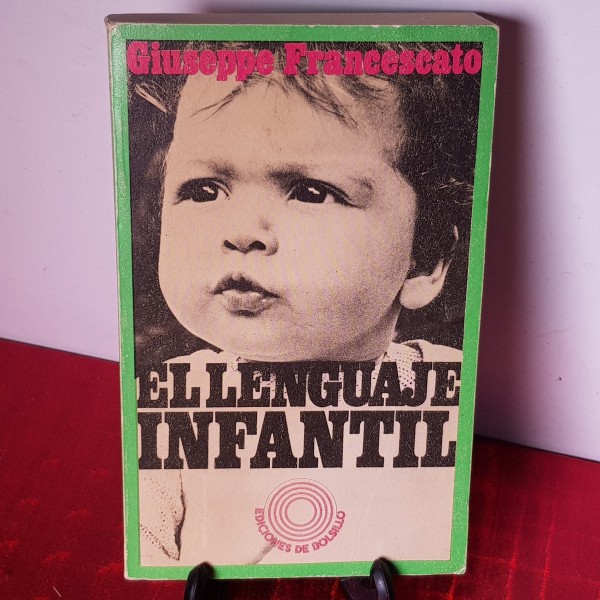 Giuseppe Francescato
EL LENGUAJE
INFANTIL
EDICIONES DE BOLSILLO